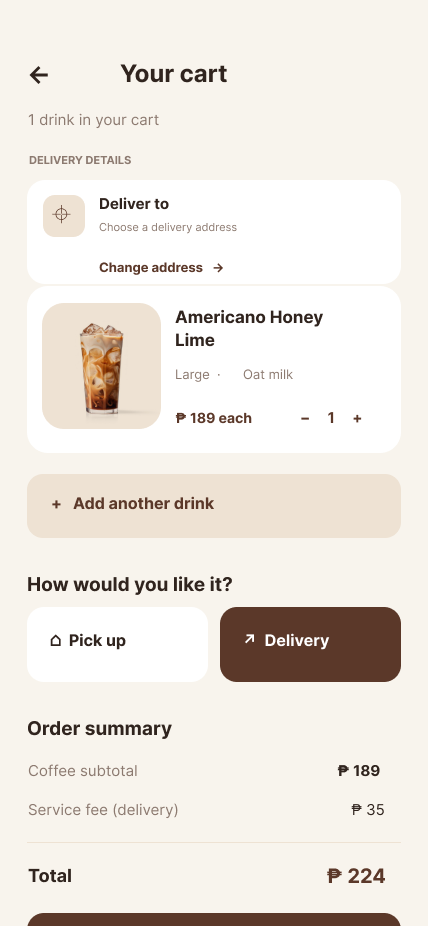 ← Your cart
1 drink in your cart
DELIVERY DETAILS
Deliver to
Choose a delivery address
Change address →
Americano Honey
Lime
Large · Oat milk
₱ 189 each − 1 +
+ Add another drink
How would you like it?
⌂ Pick up ↗ Delivery
Order summary
Coffee subtotal ₱ 189
Service fee (delivery) ₱ 35
Total ₱ 224